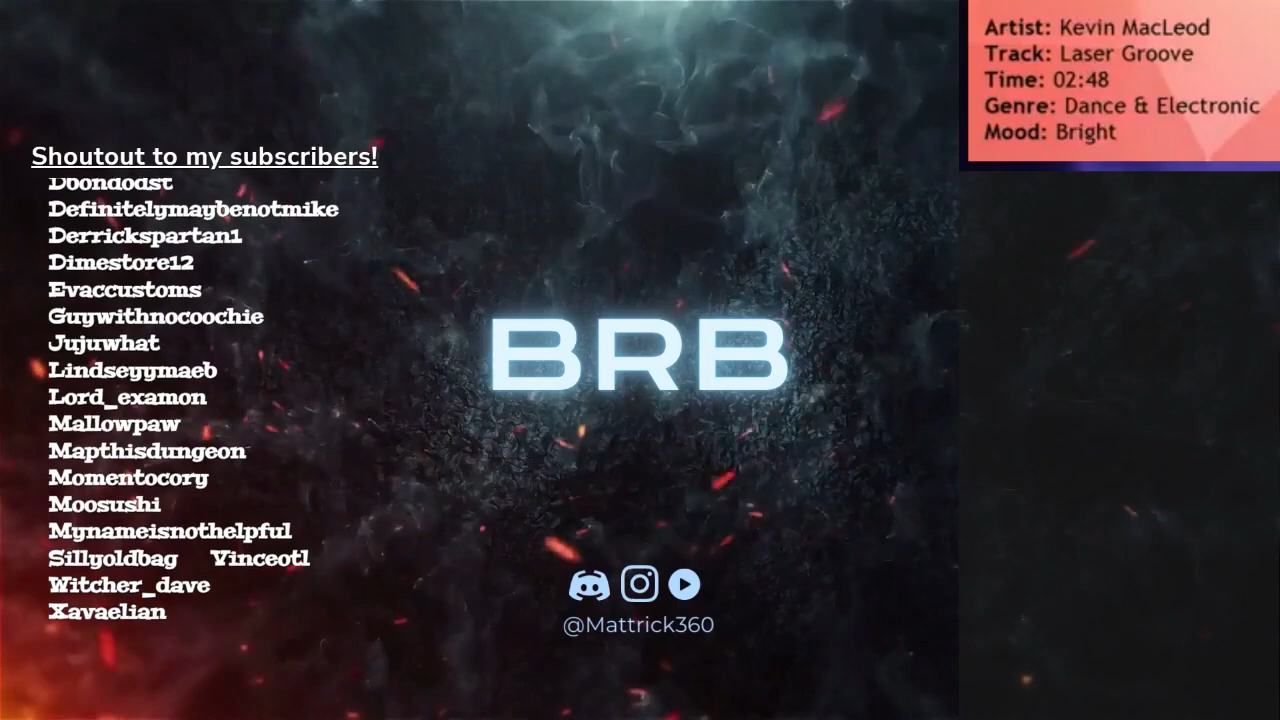 Artist: Kevin MacLeod
Track: Laser Groove
Time: 02:48
Genre: Dance & Electronic
Mood: Bright
Shoutout to my subscribers!
Definitelymaybenotmike
Derrickspartan1
Dimestore12
Evaccustoms
Guywithnocoochie
Jujuwhat
Lindseyymaeb
Lord_examon
Mallowpaw
Mapthisdungeon
Momentocory
Moosushi
Mynameisnothelpful
Sillyoldbag Vinceotl
Witcher_dave
Xavaelian
BRB
@Mattrick360